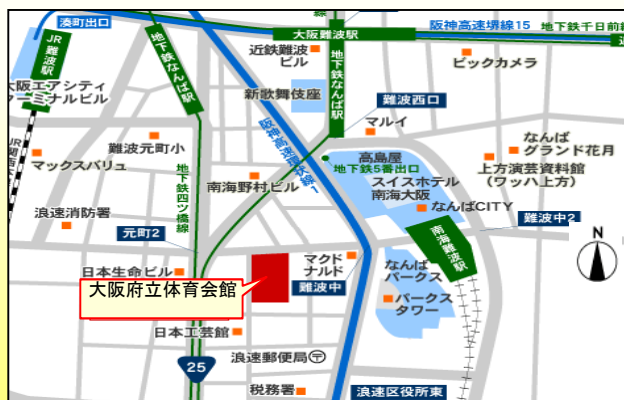 湊町出口
大阪難波駅
阪神高速堺線15
地下鉄千日前線
JR難波駅
地下鉄なんば駅
近鉄難波
ビル
地下鉄なんば駅
ビックカメラ
大阪エアシティ
ターミナルビル
新歌舞伎座
難波西口
マルイ
難波元町小
なんば
グランド花月
マックスバリュ
高島屋
地下鉄5番出口
上方演芸資料館
(ワッハ上方)
南海野村ビル
スイスホテル
南海大阪
地下鉄四ツ橋線
なんばCITY
浪速消防署
難波中2
元町2
南海難波駅
N
マクド
ナルド
日本生命ビル
なんば
パークス
大阪府立体育会館
難波中
パークス
タワー
日本工芸館
浪速郵便局
25
税務署
浪速区役所東